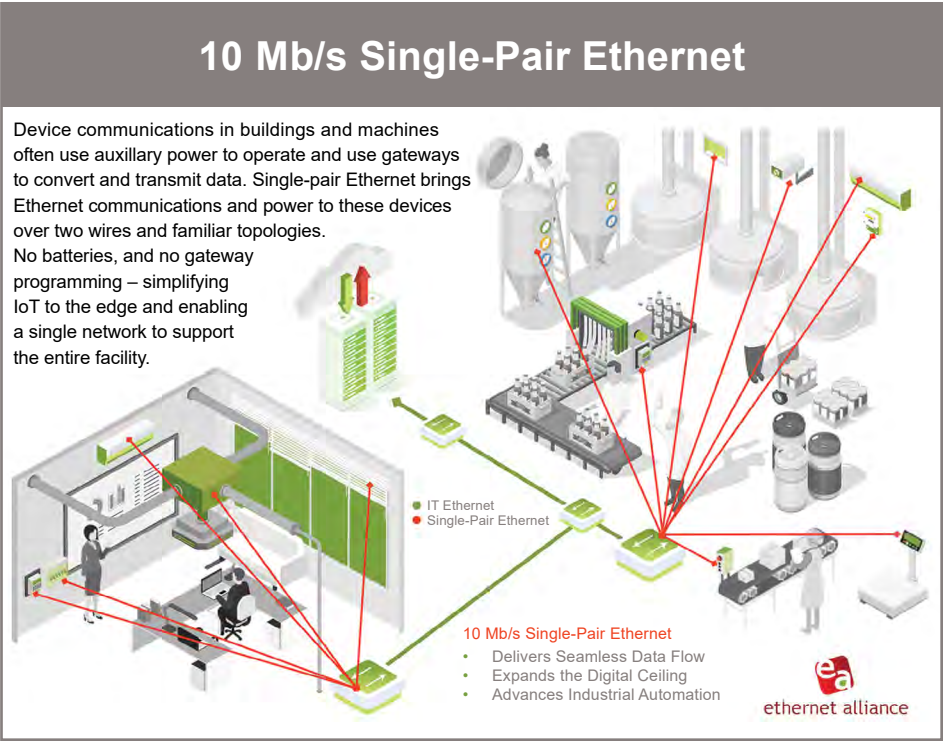 10 Mb/s Single-Pair Ethernet
Device communications in buildings and machines
often use auxillary power to operate and use gateways
to convert and transmit data. Single-pair Ethernet brings
Ethernet communications and power to these devices
over two wires and familiar topologies.
No batteries, and no gateway
programming – simplifying
IoT to the edge and enabling
a single network to support
the entire facility.
IT Ethernet
Single-Pair Ethernet
10 Mb/s Single-Pair Ethernet
• Delivers Seamless Data Flow
• Expands the Digital Ceiling
• Advances Industrial Automation
ea
ethernet alliance